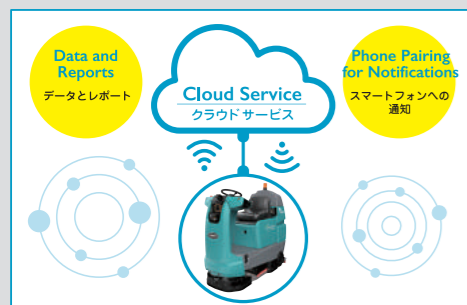 Data and
Reports
データとレポート
Cloud Service
クラウドサービス
Phone Pairing
for Notifications
スマートフォンへの
通知